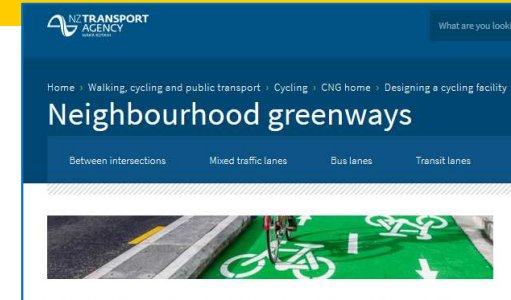 NZ TRANSPORT
AGENCY
WAKA KOTAHI
What are you looki
Home › Walking, cycling and public transport › Cycling › CNG home › Designing a cycling facility
Neighbourhood greenways
Between intersections
Mixed traffic lanes
Bus lanes
Transit lanes